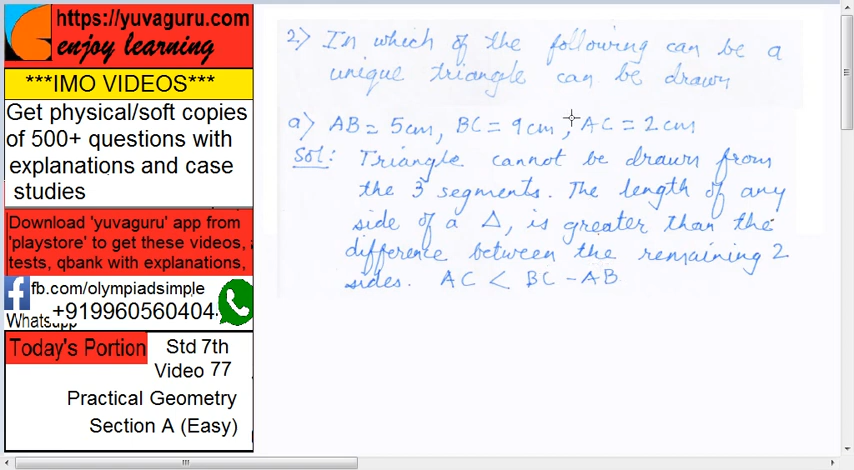 https://yuvaguru.com
enjoy learning
***IMO VIDEOS***
Get physical/soft copies
of 500+ questions with
explanations and case
studies
Download 'yuvaguru' app from
'playstore' to get these videos,
tests, qbank with explanations,
fb.com/olympiadsimple
+919960560404
Whatsupp
Today's Portion
Std 7th
Video 77
Practical Geometry
Section A (Easy)
2) In which of the following can be a
unique triangle can be drawn
a) AB = 5cm, BC = 9cm, AC = 2cm
Sol: Triangle cannot be drawn from
the 3 segments. The length of any
side of a Δ, is greater than the
difference between the remaining 2
sides. AC < BC - AB